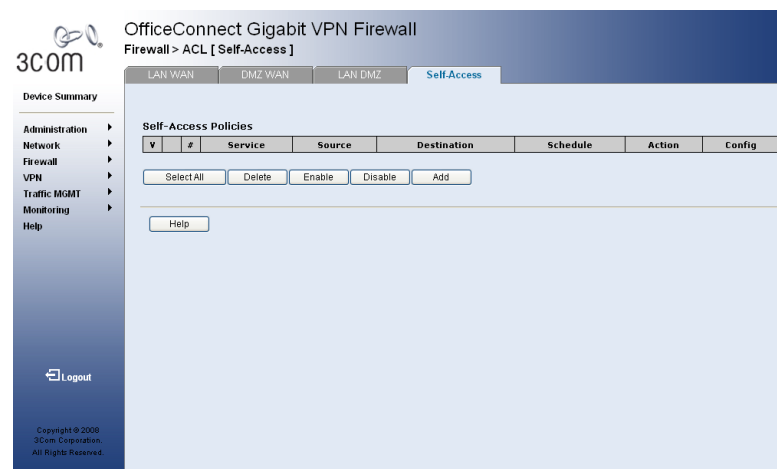 3COM
OfficeConnect Gigabit VPN Firewall
Firewall > ACL [ Self-Access ]
LAN WAN DMZ WAN LAN DMZ Self-Access
Device Summary
Administration
Network
Firewall
VPN
Traffic MGMT
Monitoring
Help
Self-Access Policies
¥ # Service Source Destination Schedule Action Config
Select All Delete Enable Disable Add
Help
Logout
Copyright © 2008
3Com Corporation.
All Rights Reserved.